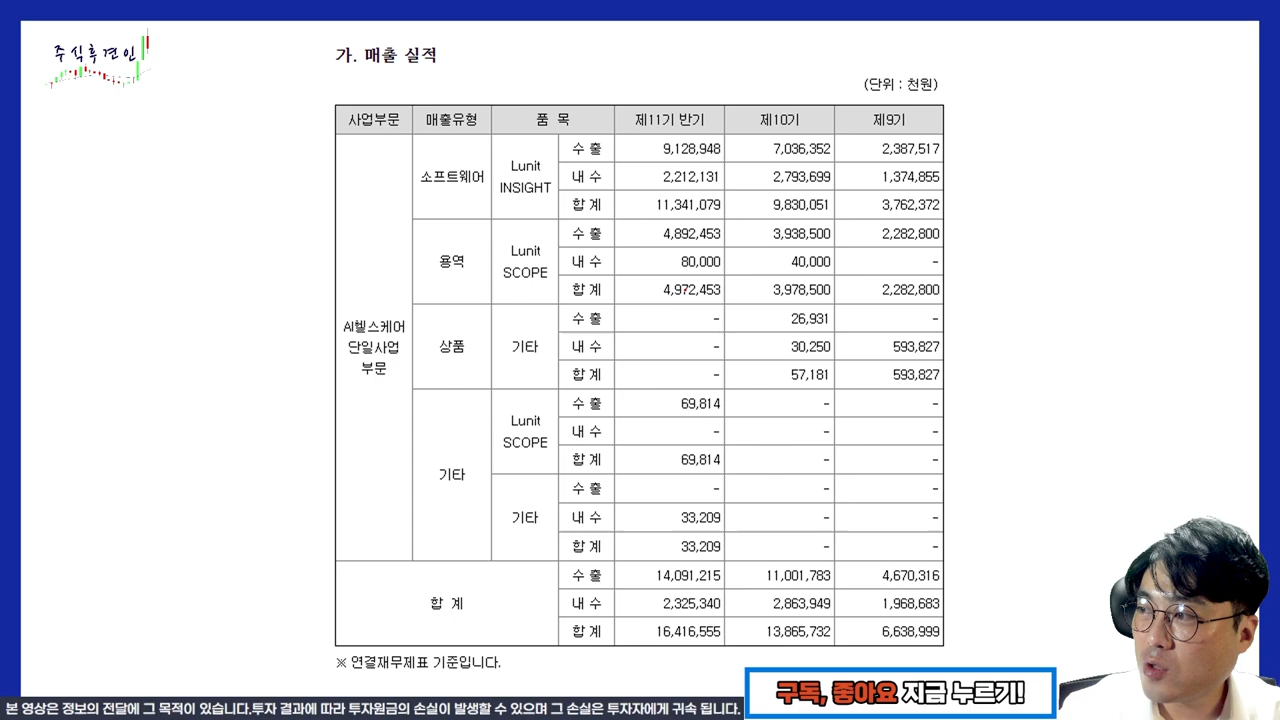 주식후견인
가. 매출 실적
(단위 : 천원)
사업부문 매출유형 품 목 제11기 반기 제10기 제9기
AI헬스케어 단일사업 부문
소프트웨어 Lunit INSIGHT
수 출 9,128,948 7,036,352 2,387,517
내 수 2,212,131 2,793,699 1,374,855
합 계 11,341,079 9,830,051 3,762,372
용역 Lunit SCOPE
수 출 4,892,453 3,938,500 2,282,800
내 수 80,000 40,000 -
합 계 4,972,453 3,978,500 2,282,800
상품 기타
수 출 - 26,931 -
내 수 - 30,250 593,827
합 계 - 57,181 593,827
기타 Lunit SCOPE
수 출 69,814 - -
내 수 - - -
합 계 69,814 - -
기타
수 출 - - -
내 수 33,209 - -
합 계 33,209 - -
합 계
수 출 14,091,215 11,001,783 4,670,316
내 수 2,325,340 2,863,949 1,968,683
합 계 16,416,555 13,865,732 6,638,999
※ 연결재무제표 기준입니다.
구독, 좋아요 지금 누르기!
본 영상은 정보의 전달에 그 목적이 있습니다.투자 결과에 따라 투자원금의 손실이 발생할 수 있으며 그 손실은 투자자에게 귀속 됩니다.